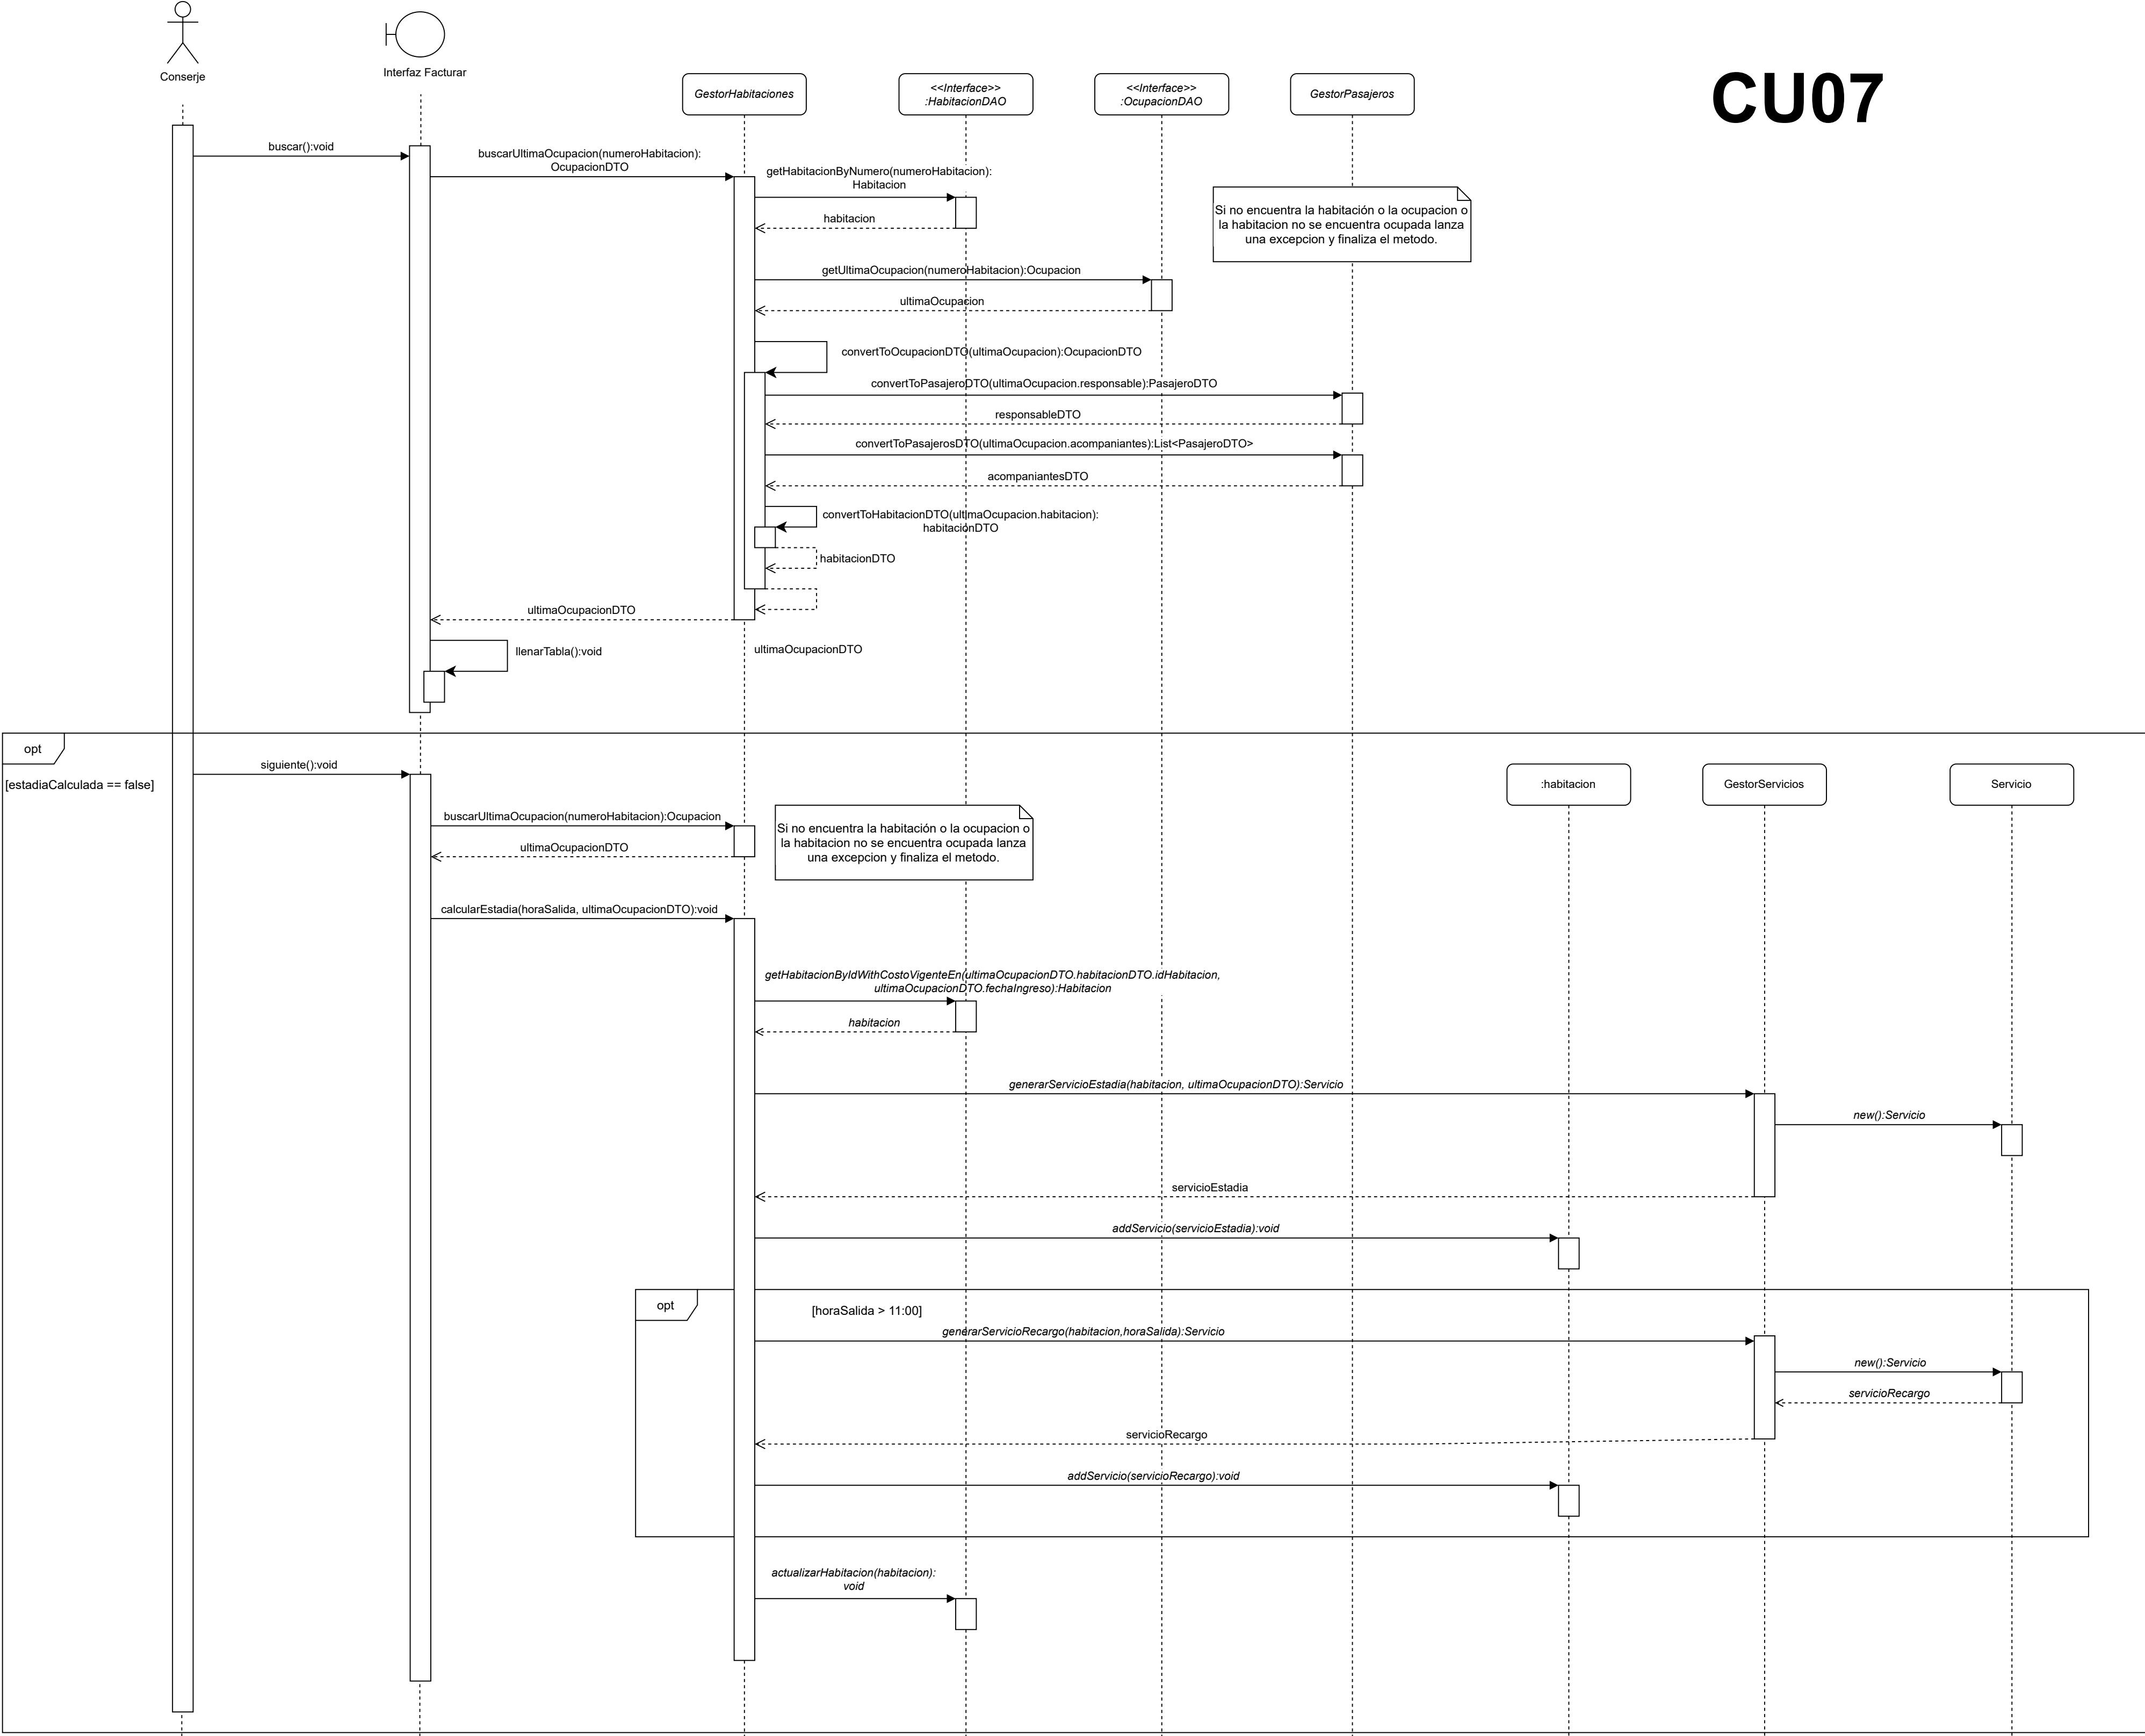 Conserje
Interfaz Facturar
GestorHabitaciones
<<Interface>>
:HabitacionDAO
<<Interface>>
:OcupacionDAO
GestorPasajeros
CU07
buscar():void
buscarUltimaOcupacion(numeroHabitacion):
OcupacionDTO
getHabitacionByNumero(numeroHabitacion):
Habitacion
habitacion
Si no encuentra la habitación o la ocupacion o
la habitacion no se encuentra ocupada lanza
una excepcion y finaliza el metodo.
getUltimaOcupacion(numeroHabitacion):Ocupacion
ultimaOcupacion
convertToOcupacionDTO(ultimaOcupacion):OcupacionDTO
convertToPasajeroDTO(ultimaOcupacion.responsable):PasajeroDTO
responsableDTO
convertToPasajerosDTO(ultimaOcupacion.acompaniantes):List<PasajeroDTO>
acompaniantesDTO
convertToHabitacionDTO(ultimaOcupacion.habitacion):
habitacionDTO
habitacionDTO
ultimaOcupacionDTO
llenarTabla():void
ultimaOcupacionDTO
opt
[estadiaCalculada == false]
siguiente():void
:habitacion
GestorServicios
Servicio
buscarUltimaOcupacion(numeroHabitacion):Ocupacion
ultimaOcupacionDTO
Si no encuentra la habitación o la ocupacion o
la habitacion no se encuentra ocupada lanza
una excepcion y finaliza el metodo.
calcularEstadia(horaSalida, ultimaOcupacionDTO):void
getHabitacionByIdWithCostoVigenteEn(ultimaOcupacionDTO.habitacionDTO.idHabitacion,
ultimaOcupacionDTO.fechaIngreso):Habitacion
habitacion
generarServicioEstadia(habitacion, ultimaOcupacionDTO):Servicio
new():Servicio
servicioEstadia
addServicio(servicioEstadia):void
opt
[horaSalida > 11:00]
generarServicioRecargo(habitacion,horaSalida):Servicio
new():Servicio
servicioRecargo
servicioRecargo
addServicio(servicioRecargo):void
actualizarHabitacion(habitacion):
void